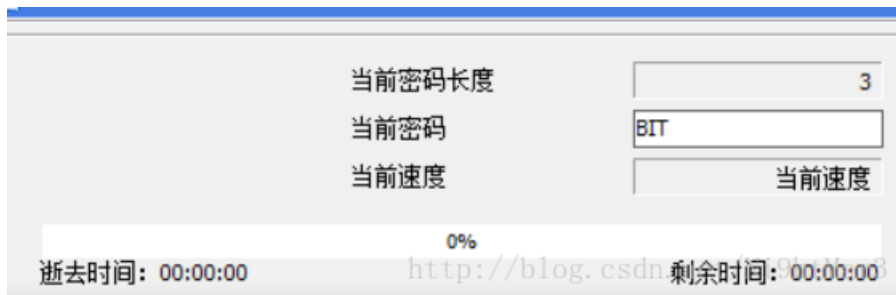 当前密码长度 3
当前密码 BIT
当前速度 当前速度
0%
逝去时间：00:00:00 剩余时间：00:00:00
http://blog.csdn.